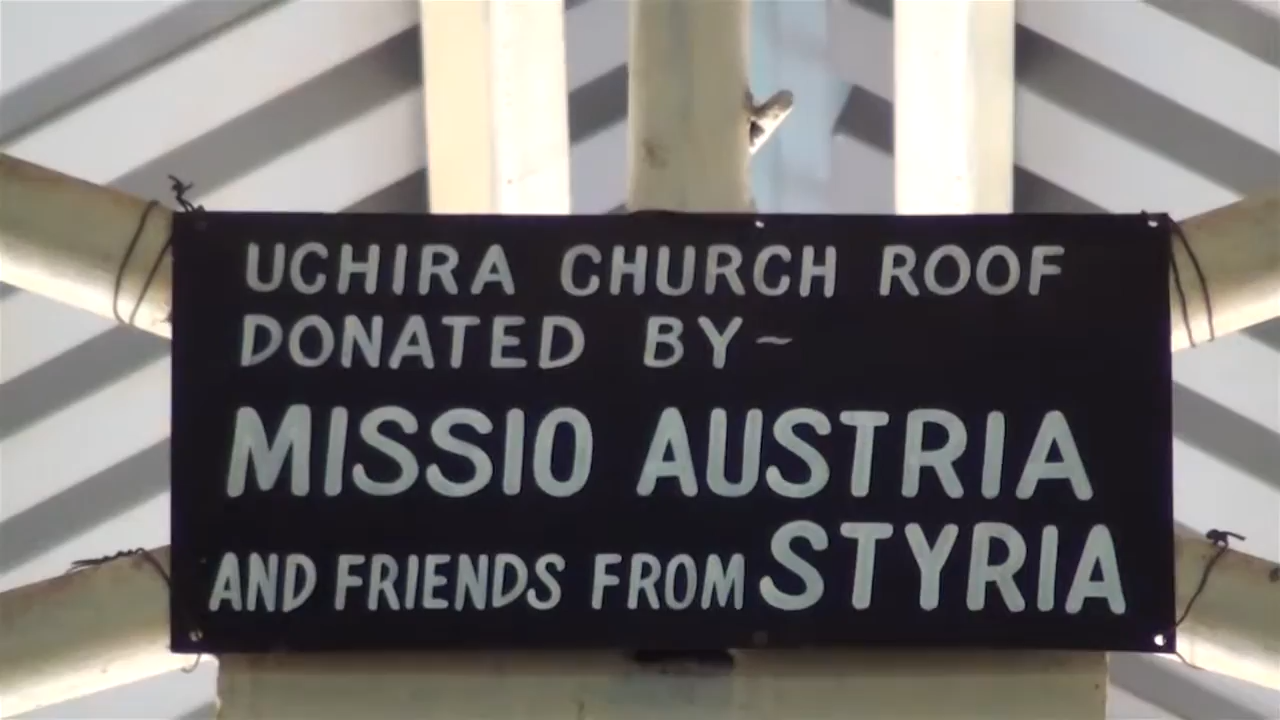 UCHIRA CHURCH ROOF
DONATED BY~
MISSIO AUSTRIA
AND FRIENDS FROM STYRIA